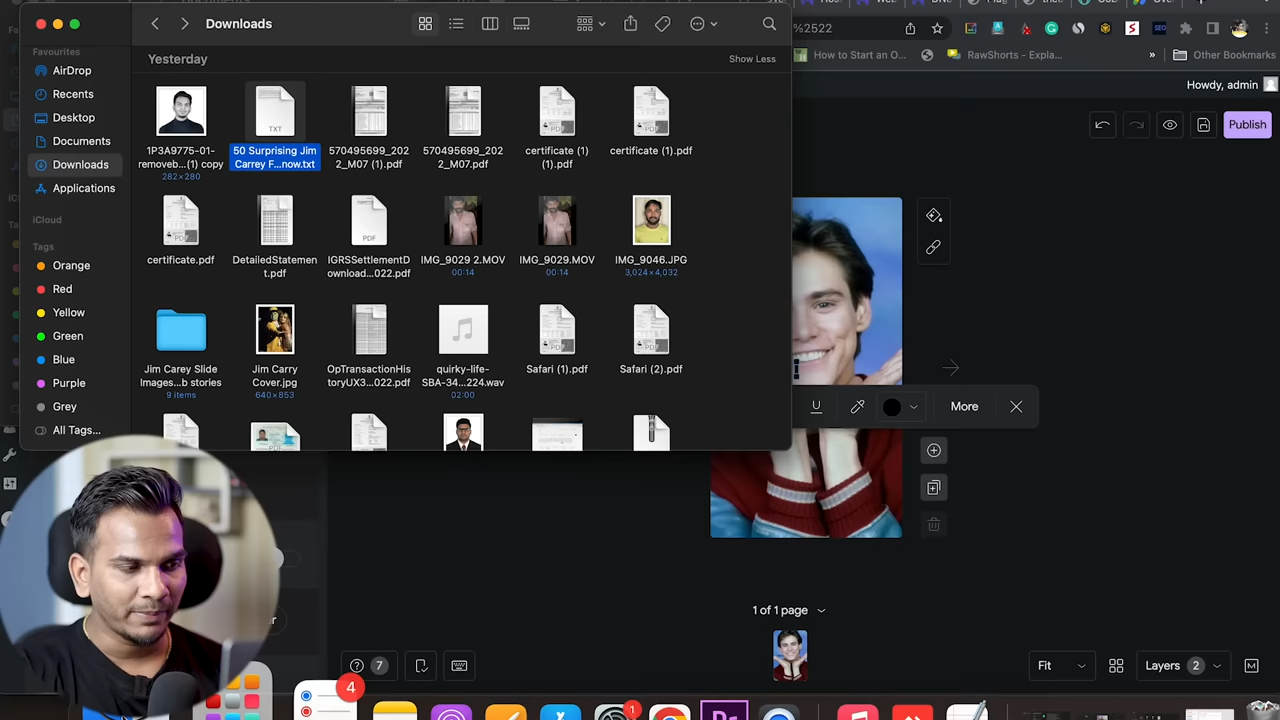 Downloads
%2522
How to Start an O...
RawShorts - Expla...
»
Other Bookmarks
Favourites
AirDrop
Recents
Desktop
Documents
Downloads
Applications
iCloud
Tags
Orange
Red
Yellow
Green
Blue
Purple
Grey
All Tags...
Yesterday
Show Less
TXT
PDF
1P3A9775-01-
removeb...(1) copy
282×280
50 Surprising Jim
Carrey F...now.txt
570495699_202
2_M07 (1).pdf
570495699_202
2_M07.pdf
certificate (1)
(1).pdf
certificate (1).pdf
certificate.pdf
DetailedStatemen
t.pdf
IGRSSettlementD
ownload...022.pdf
IMG_9029 2.MOV
00:14
IMG_9029.MOV
00:14
IMG_9046.JPG
3,024×4,032
Jim Carey Slide
Images...b stories
9 items
Jim Carry
Cover.jpg
640×853
OpTransactionHis
toryUX3...022.pdf
quirky-life-
SBA-34...224.wav
02:00
Safari (1).pdf
Safari (2).pdf
Howdy, admin
Publish
U
More
1 of 1 page
? 7
Fit
Layers 2
M
4
1
Pr